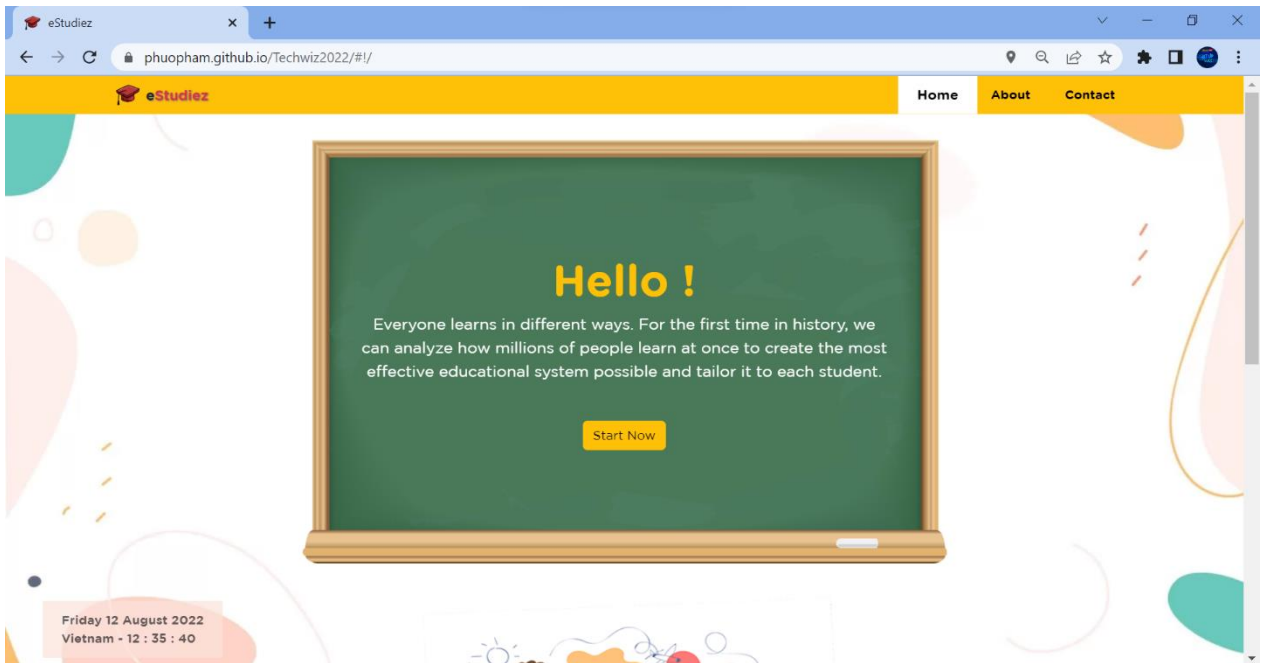 eStudiez
phuopham.github.io/Techwiz2022/#!/
eStudiez
Home About Contact
Hello !
Everyone learns in different ways. For the first time in history, we
can analyze how millions of people learn at once to create the most
effective educational system possible and tailor it to each student.
Start Now
Friday 12 August 2022
Vietnam - 12 : 35 : 40